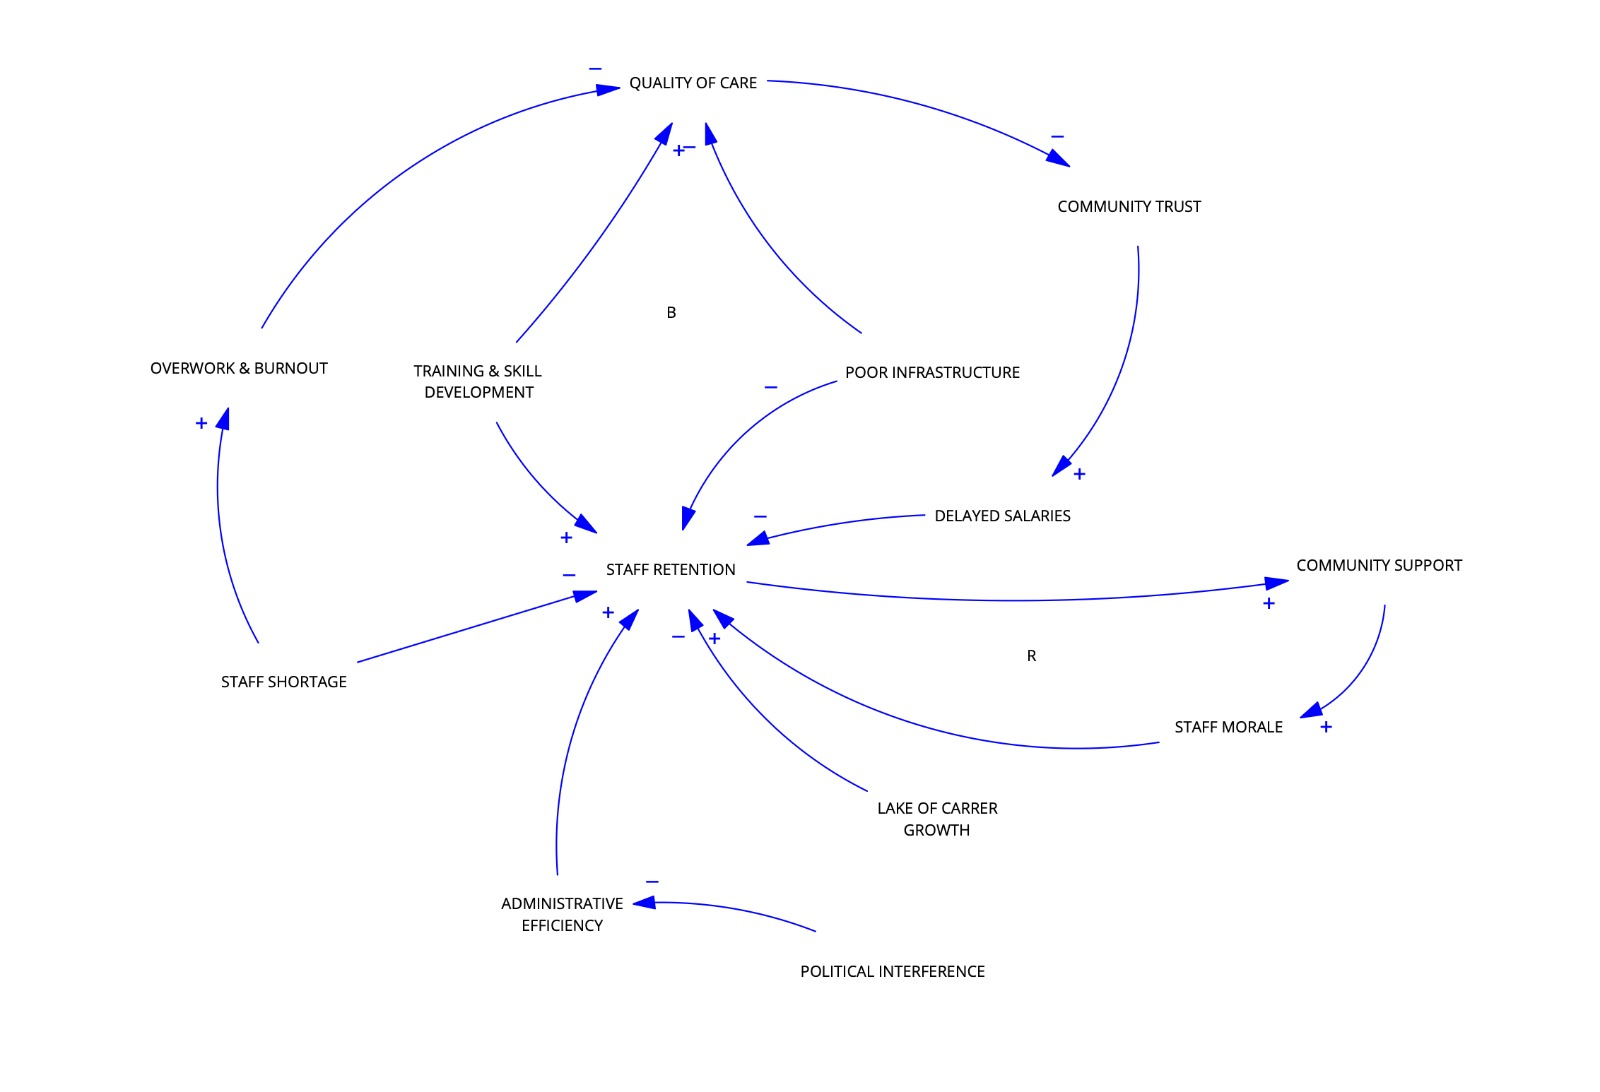 –
QUALITY OF CARE
–
+–
COMMUNITY TRUST
B
OVERWORK & BURNOUT
TRAINING & SKILL
DEVELOPMENT
POOR INFRASTRUCTURE
–
+
+
DELAYED SALARIES
–
+
STAFF RETENTION
–
COMMUNITY SUPPORT
+
+
– +
R
STAFF SHORTAGE
STAFF MORALE
+
LAKE OF CARRER
GROWTH
–
ADMINISTRATIVE
EFFICIENCY
POLITICAL INTERFERENCE